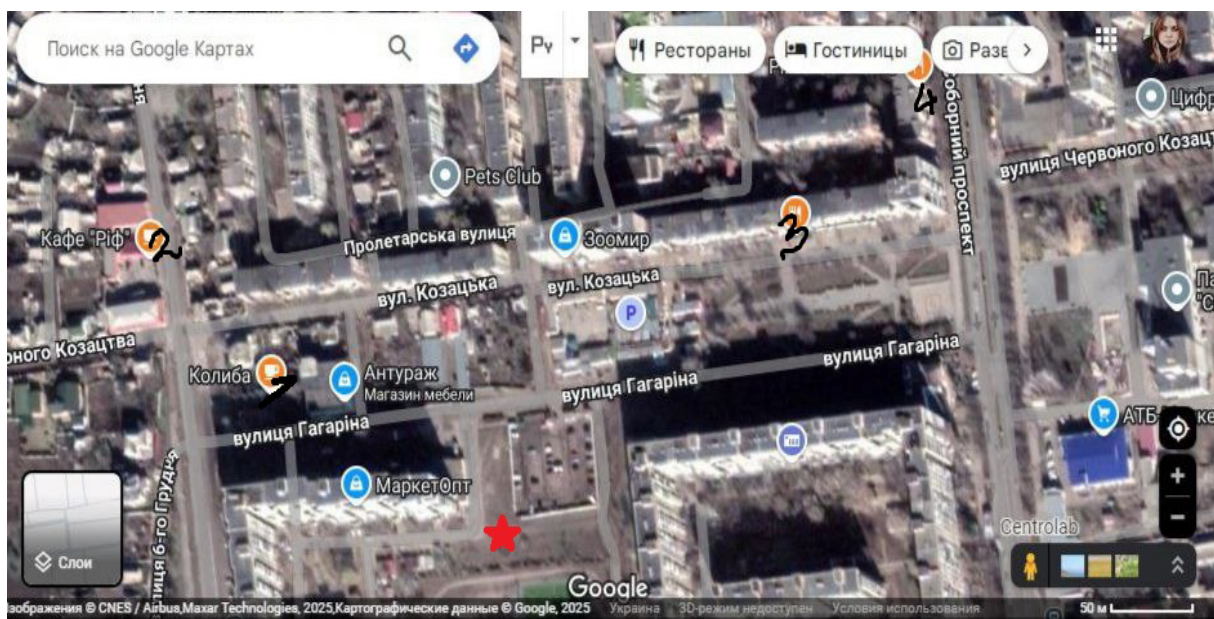 Поиск на Google Картах
Ру
Рестораны
Гостиницы
4
Цифр
соборний проспект
вулиця Червоного Козацт
Pets Club
Кафе "Ріф"
2
Пролетарська вулиця
Зоомир
3
вул. Козацька
вул. Козацька
P
оного Козацтва
вулиця Гагаріна
Колиба
1
Антураж
Магазин мебели
вулиця Гагаріна
вулиця Гагаріна
АТБ
МаркетОпт
лиця 6-го Грудня
Centrolab
Слои
Google
Изображения © CNES / Airbus,Maxar Technologies, 2025,Картографические данные © Google, 2025 Украина 3D-режим недоступен Условия использования 50 м